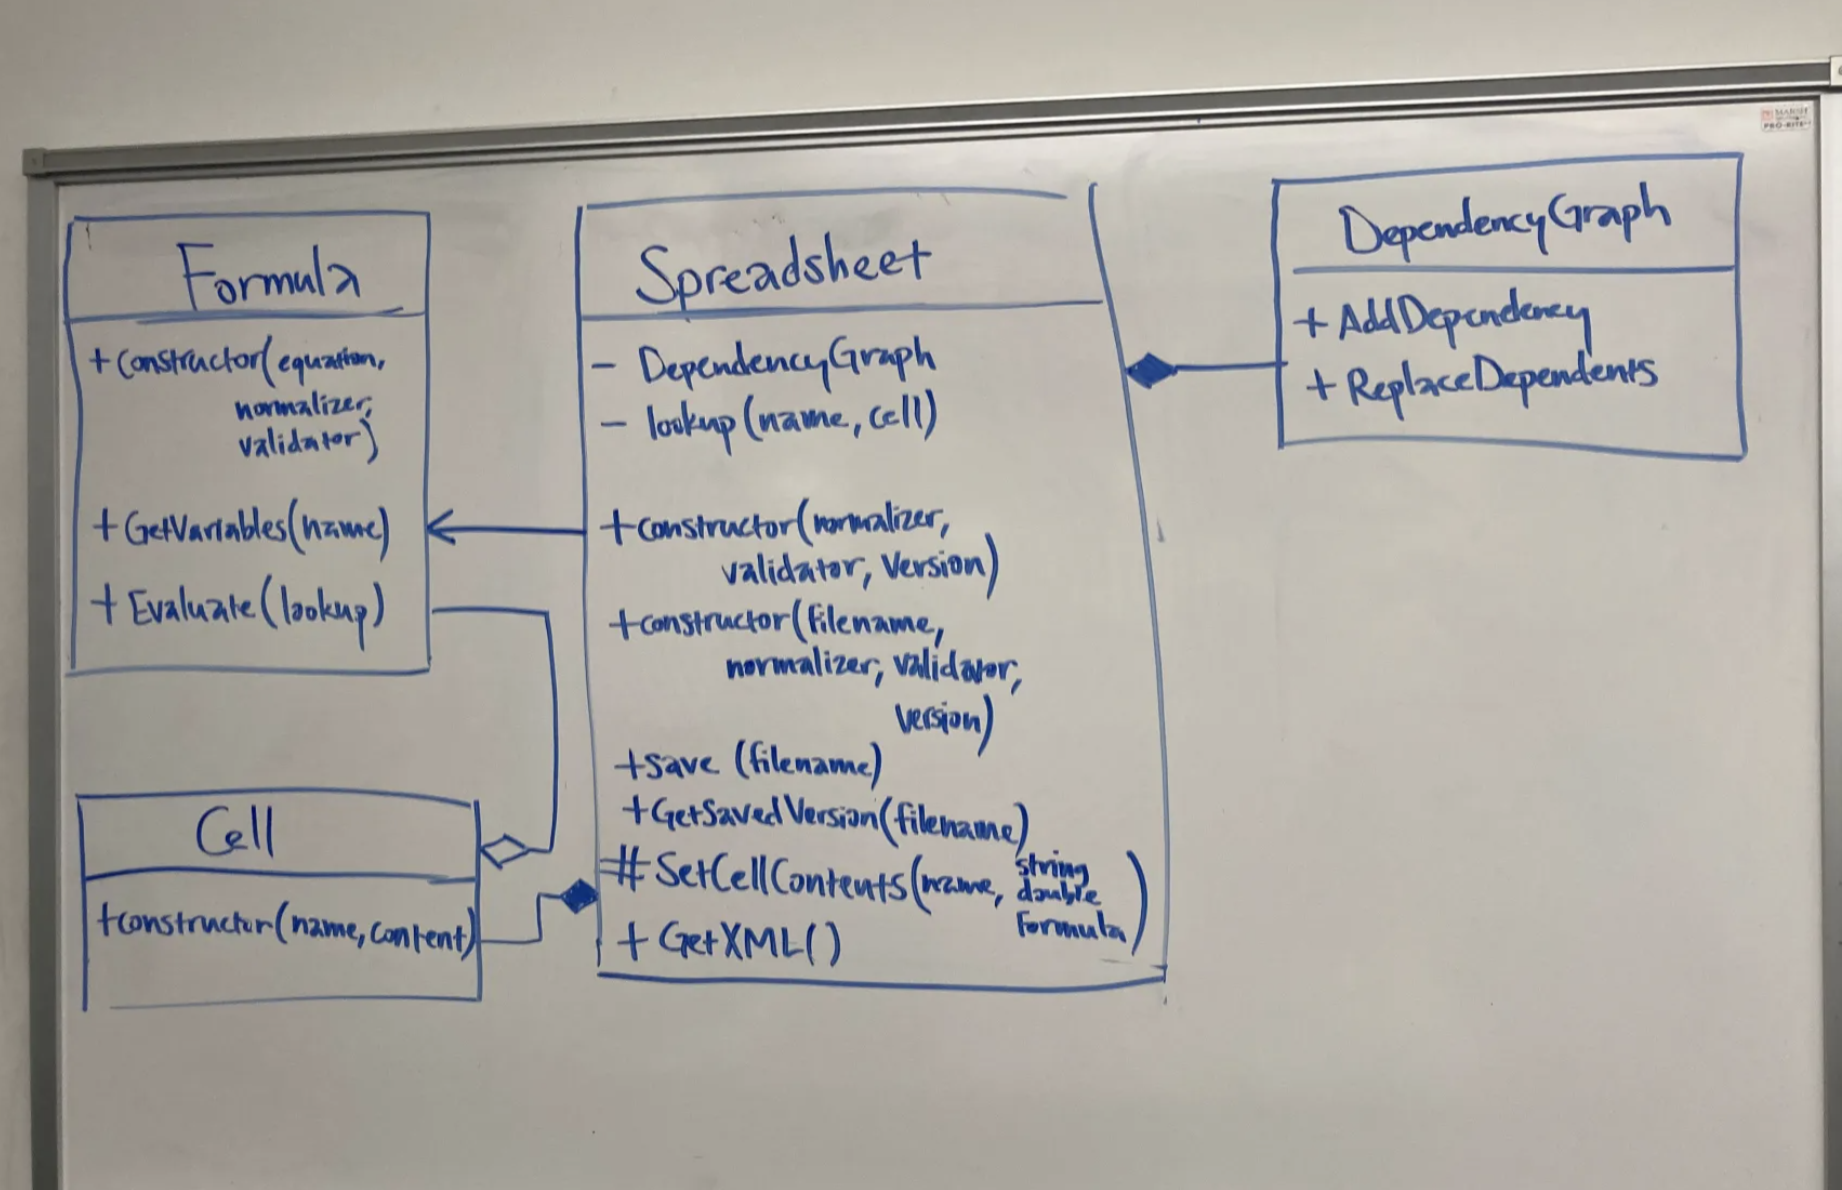 Formula
+ Constructor(equation,
normalizer,
validator)
+ GetVariables(name)
+ Evaluate(lookup)
Cell
+constructor(name, content)
Spreadsheet
- DependencyGraph
- lookup(name, cell)
+constructor(normalizer,
validator, Version)
+constructor(filename,
normalizer, validator,
version)
+save (filename)
+GetSavedVersion(filename)
# SetCellContents(name, string
double
Formula)
+ GetXML()
DependencyGraph
+ AddDependency
+ ReplaceDependents